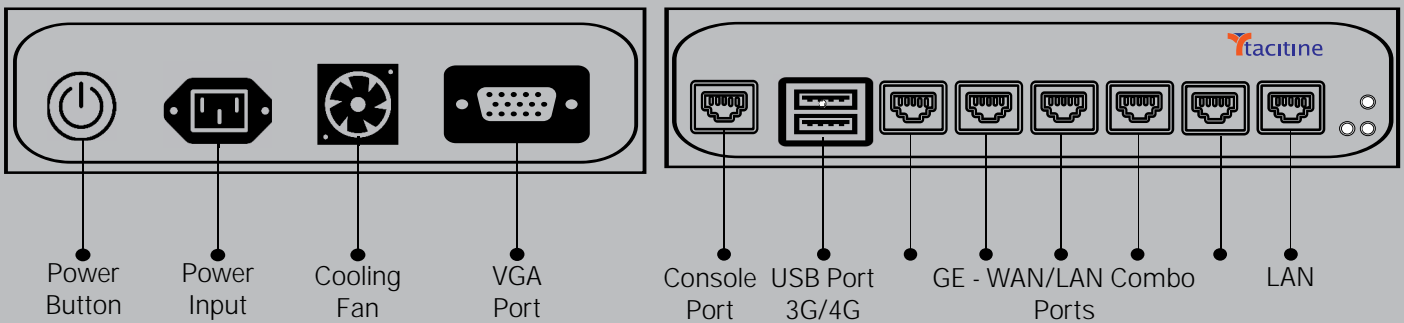 tacitine
Power
Button
Power
Input
Cooling
Fan
VGA
Port
Console
Port
USB Port
3G/4G
GE - WAN/LAN Combo
Ports
LAN